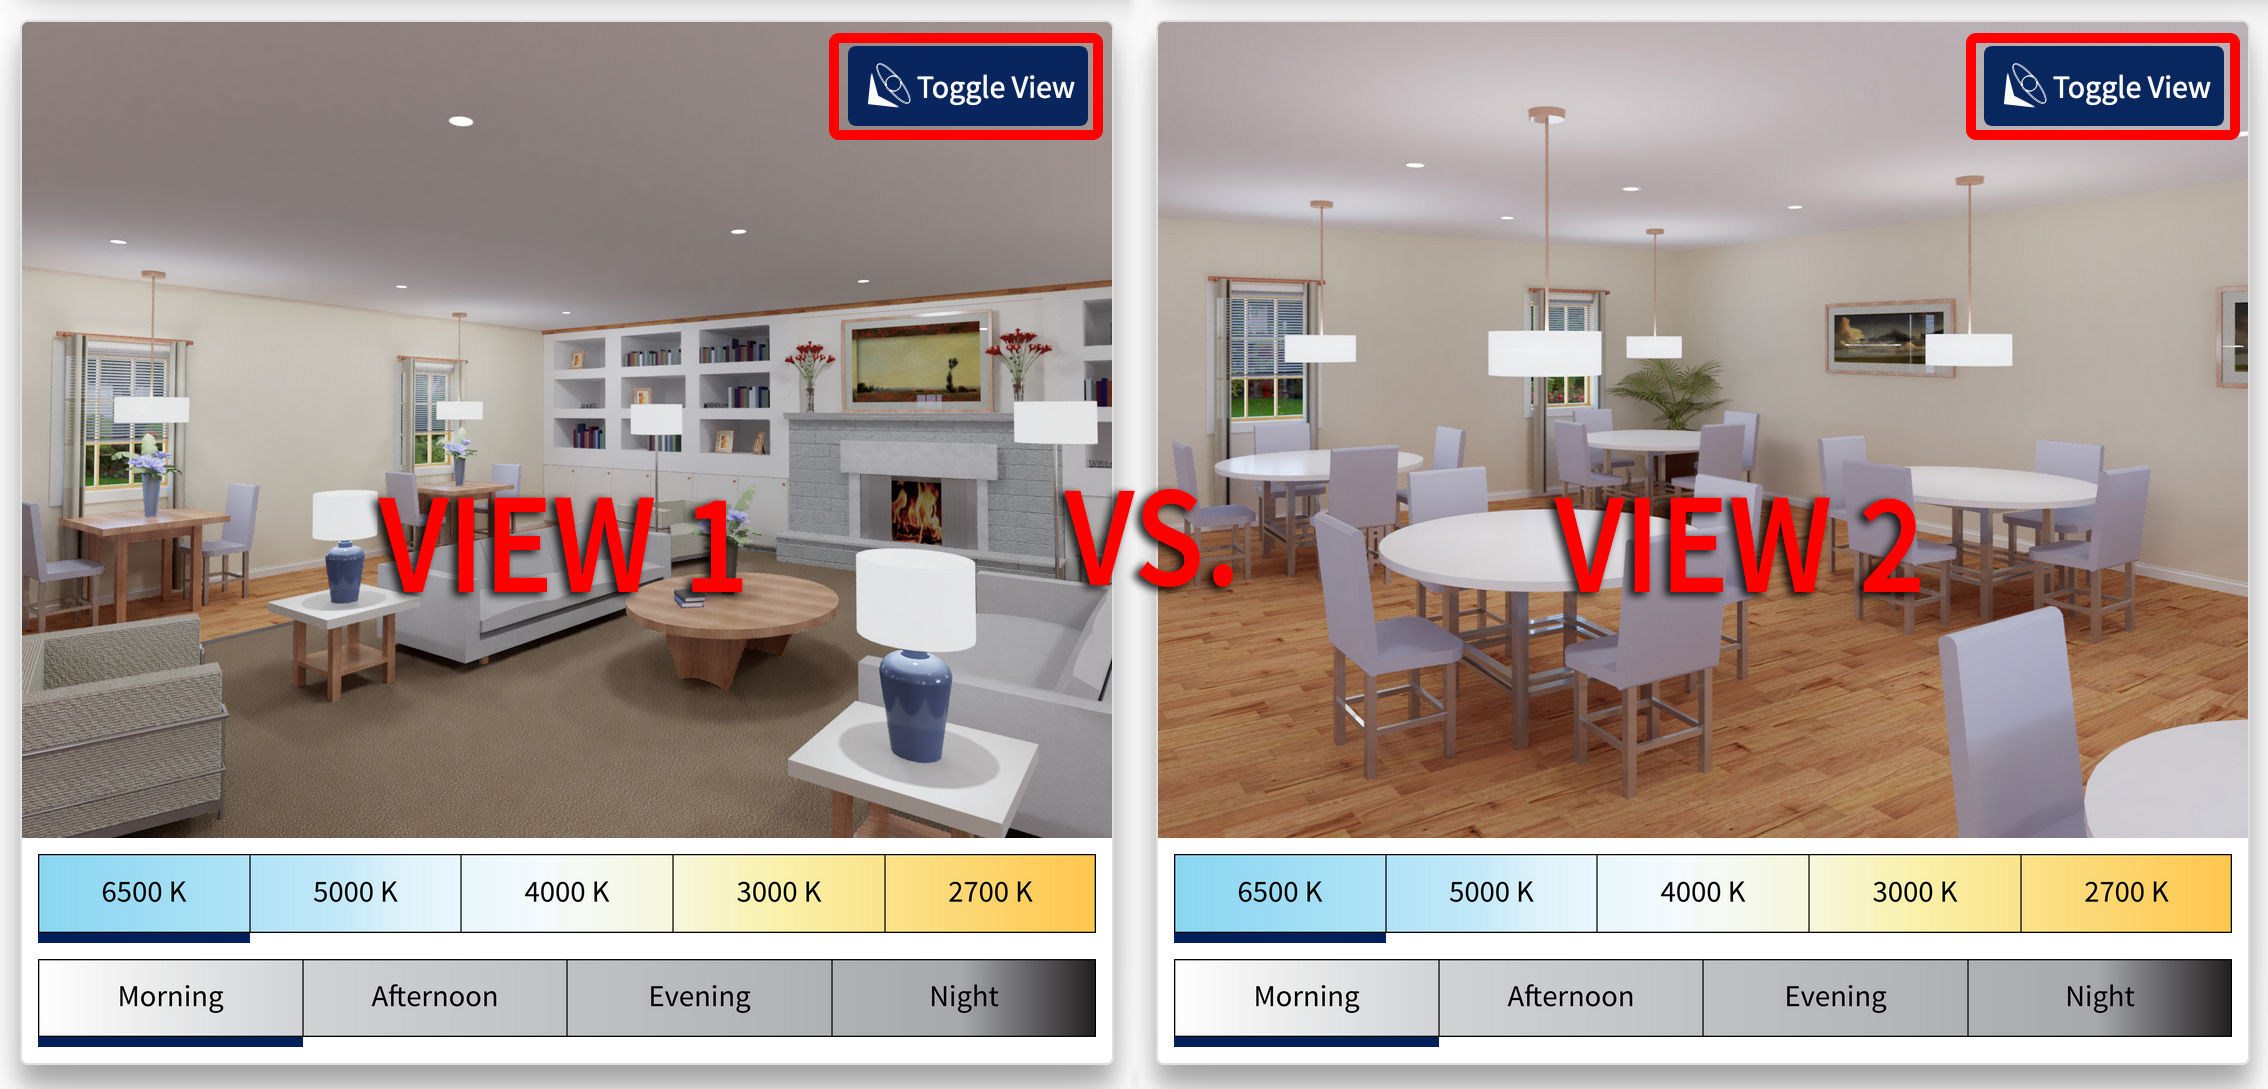 Toggle View
Toggle View
VIEW 1
VS.
VIEW 2
6500 K
5000 K
4000 K
3000 K
2700 K
Morning
Afternoon
Evening
Night
6500 K
5000 K
4000 K
3000 K
2700 K
Morning
Afternoon
Evening
Night